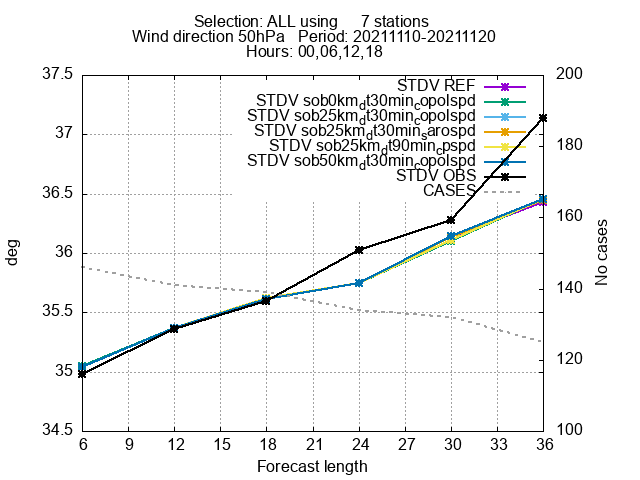 Selection: ALL using 7 stations
Wind direction 50hPa Period: 20211110-20211120
Hours: 00,06,12,18
STDV REF
STDV sob0km_dt30min_copolspd
STDV sob25km_dt30min_copolspd
STDV sob25km_dt30min_sarospd
STDV sob25km_dt90min_cpspd
STDV sob50km_dt30min_copolspd
STDV OBS
CASES
37.5
37
36.5
36
35.5
35
34.5
deg
200
180
160
140
120
100
No cases
6 9 12 15 18 21 24 27 30 33 36
Forecast length